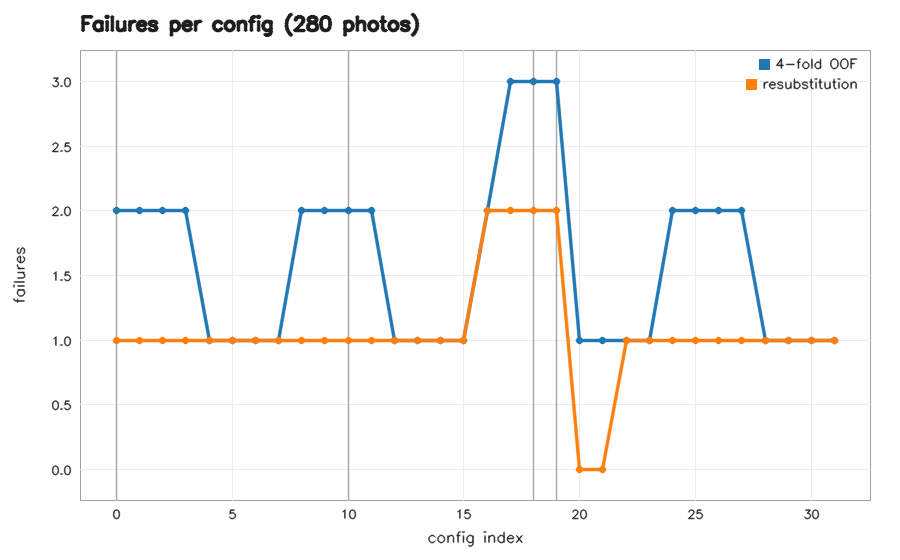 Failures per config (280 photos)
4-fold OOF
resubstitution
3.0
2.5
2.0
1.5
1.0
0.5
0.0
failures
0 5 10 15 20 25 30
config index